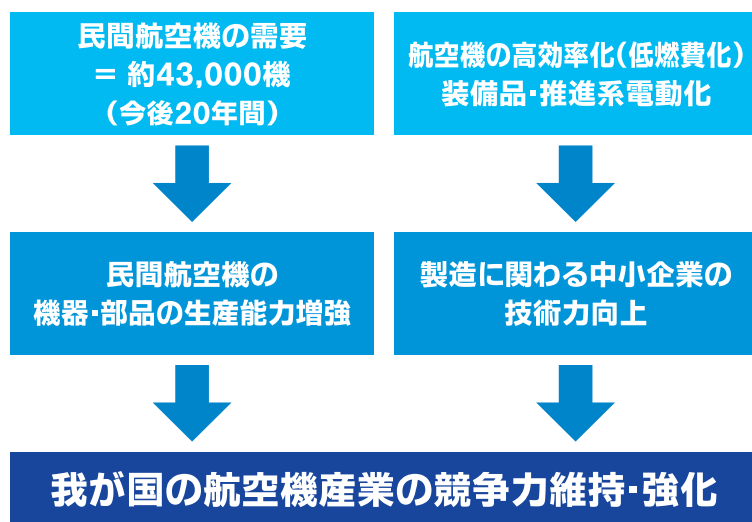 民間航空機の需要
＝ 約43,000機
（今後20年間）
航空機の高効率化（低燃費化）
装備品・推進系電動化
民間航空機の
機器・部品の生産能力増強
製造に関わる中小企業の
技術力向上
我が国の航空機産業の競争力維持・強化